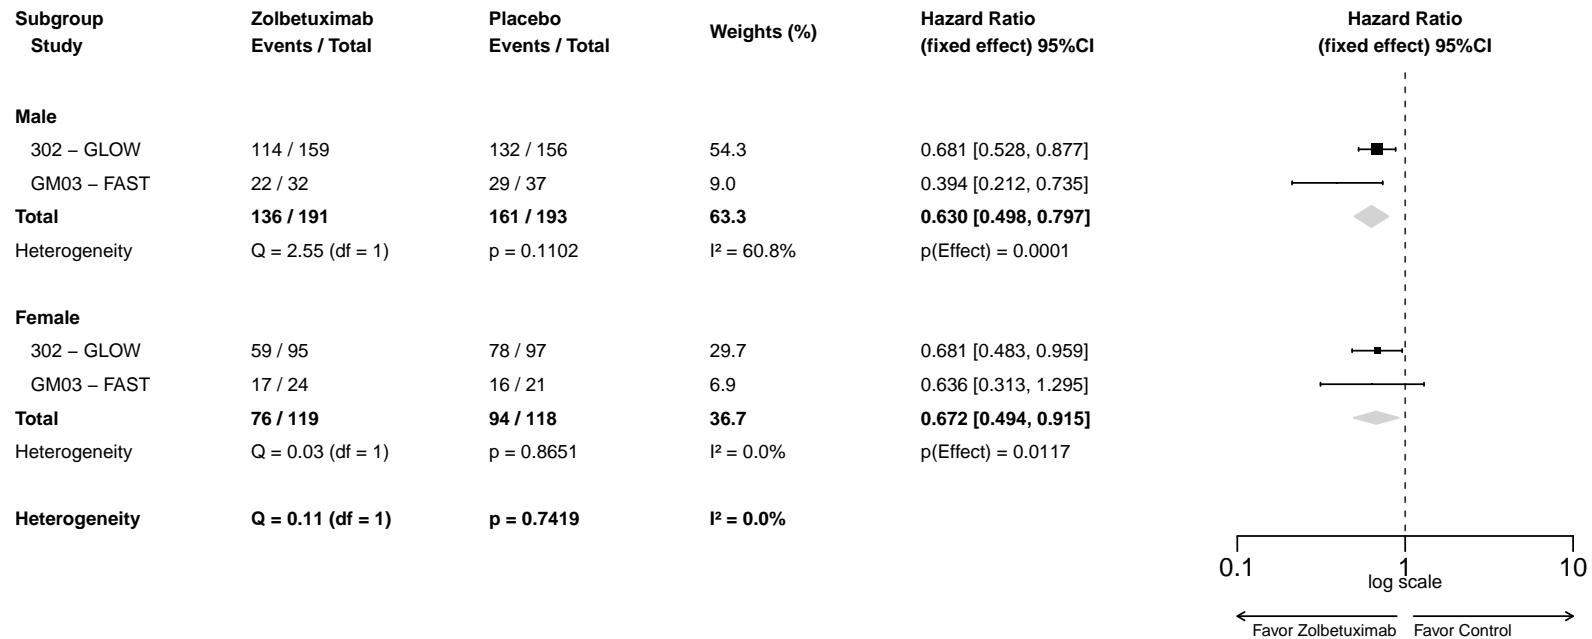 Subgroup Zolbetuximab Placebo Weights (%) Hazard Ratio Hazard Ratio
Study Events / Total Events / Total (fixed effect) 95%CI (fixed effect) 95%CI
Male
302 – GLOW 114 / 159 132 / 156 54.3 0.681 [0.528, 0.877]
GM03 – FAST 22 / 32 29 / 37 9.0 0.394 [0.212, 0.735]
Total 136 / 191 161 / 193 63.3 0.630 [0.498, 0.797]
Heterogeneity Q = 2.55 (df = 1) p = 0.1102 I² = 60.8% p(Effect) = 0.0001
Female
302 – GLOW 59 / 95 78 / 97 29.7 0.681 [0.483, 0.959]
GM03 – FAST 17 / 24 16 / 21 6.9 0.636 [0.313, 1.295]
Total 76 / 119 94 / 118 36.7 0.672 [0.494, 0.915]
Heterogeneity Q = 0.03 (df = 1) p = 0.8651 I² = 0.0% p(Effect) = 0.0117
Heterogeneity Q = 0.11 (df = 1) p = 0.7419 I² = 0.0%
0.1 1 10
log scale
Favor Zolbetuximab Favor Control